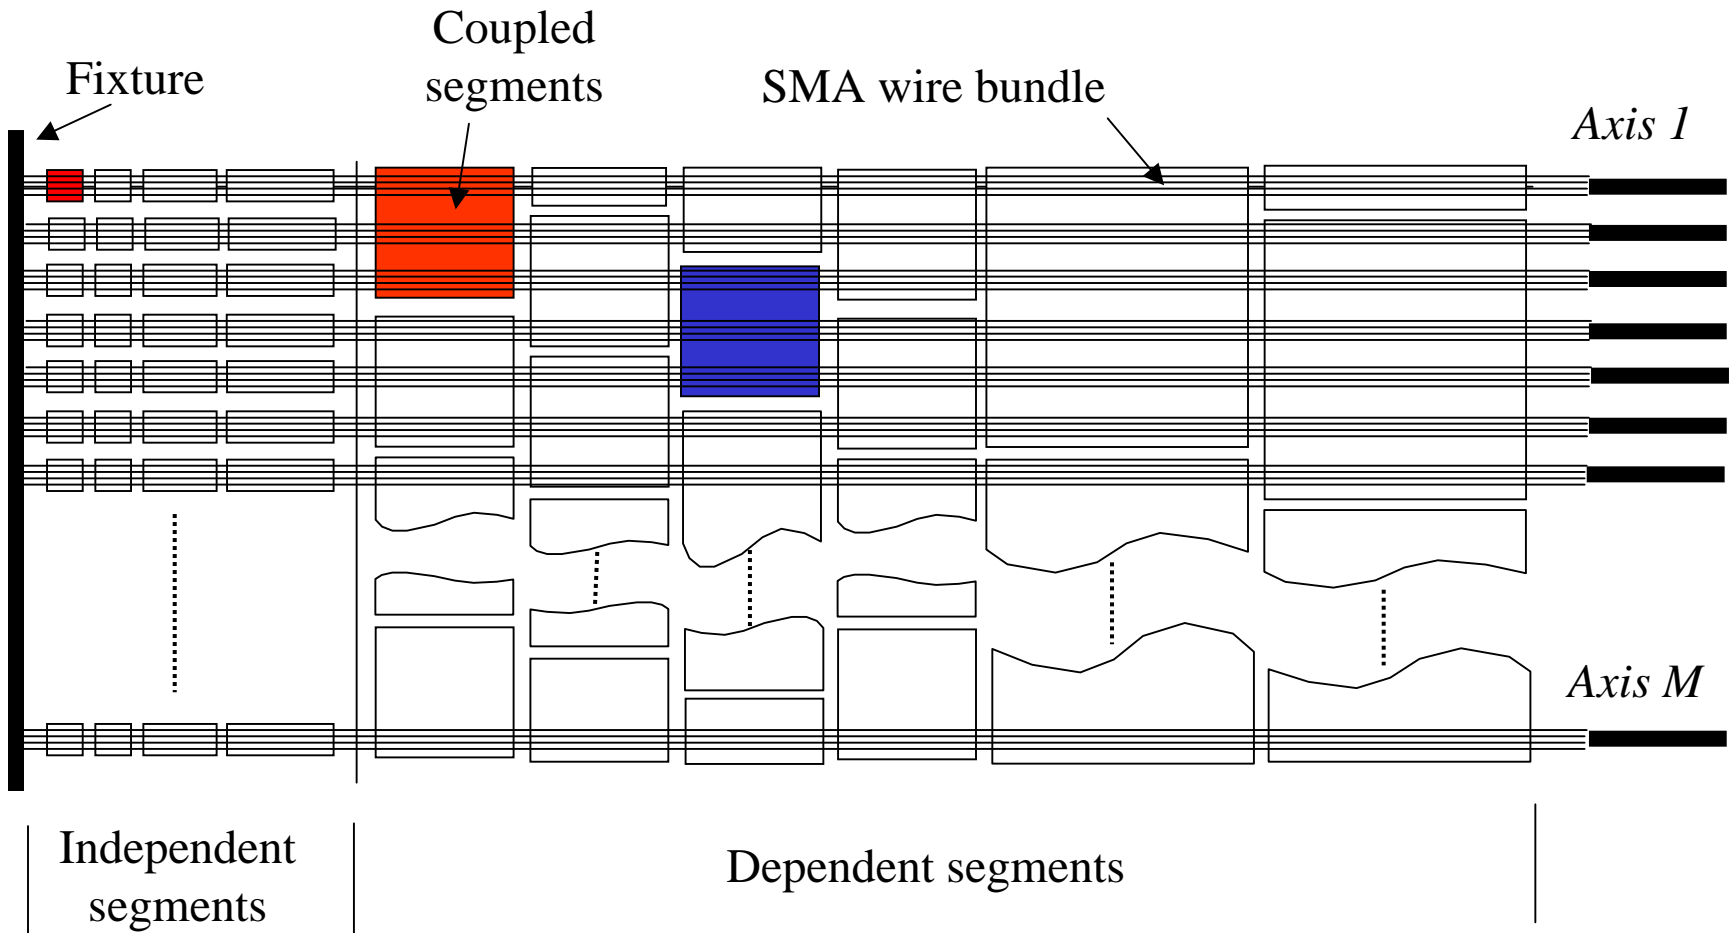 Coupled
segments
Fixture
SMA wire bundle
Axis 1
Axis M
Independent
segments
Dependent segments